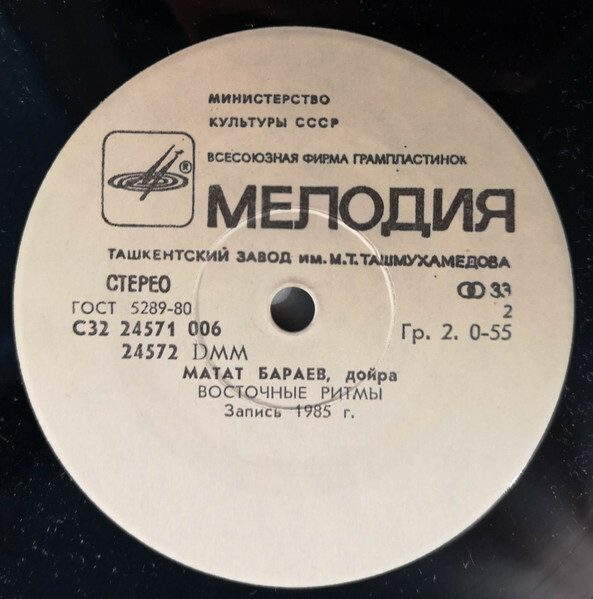 МИНИСТЕРСТВО
КУЛЬТУРЫ СССР
ВСЕСОЮЗНАЯ ФИРМА ГРАМПЛАСТИНОК
®
МЕЛОДИЯ
ТАШКЕНТСКИЙ ЗАВОД им. М.Т. ТАШМУХАМЕДОВА
СТЕРЕО 33
ГОСТ 5289-80 2
С32 24571 006 Гр. 2. 0-55
24572 DMM
МАТАТ БАРАЕВ, дойра
ВОСТОЧНЫЕ РИТМЫ
Запись 1985 г.